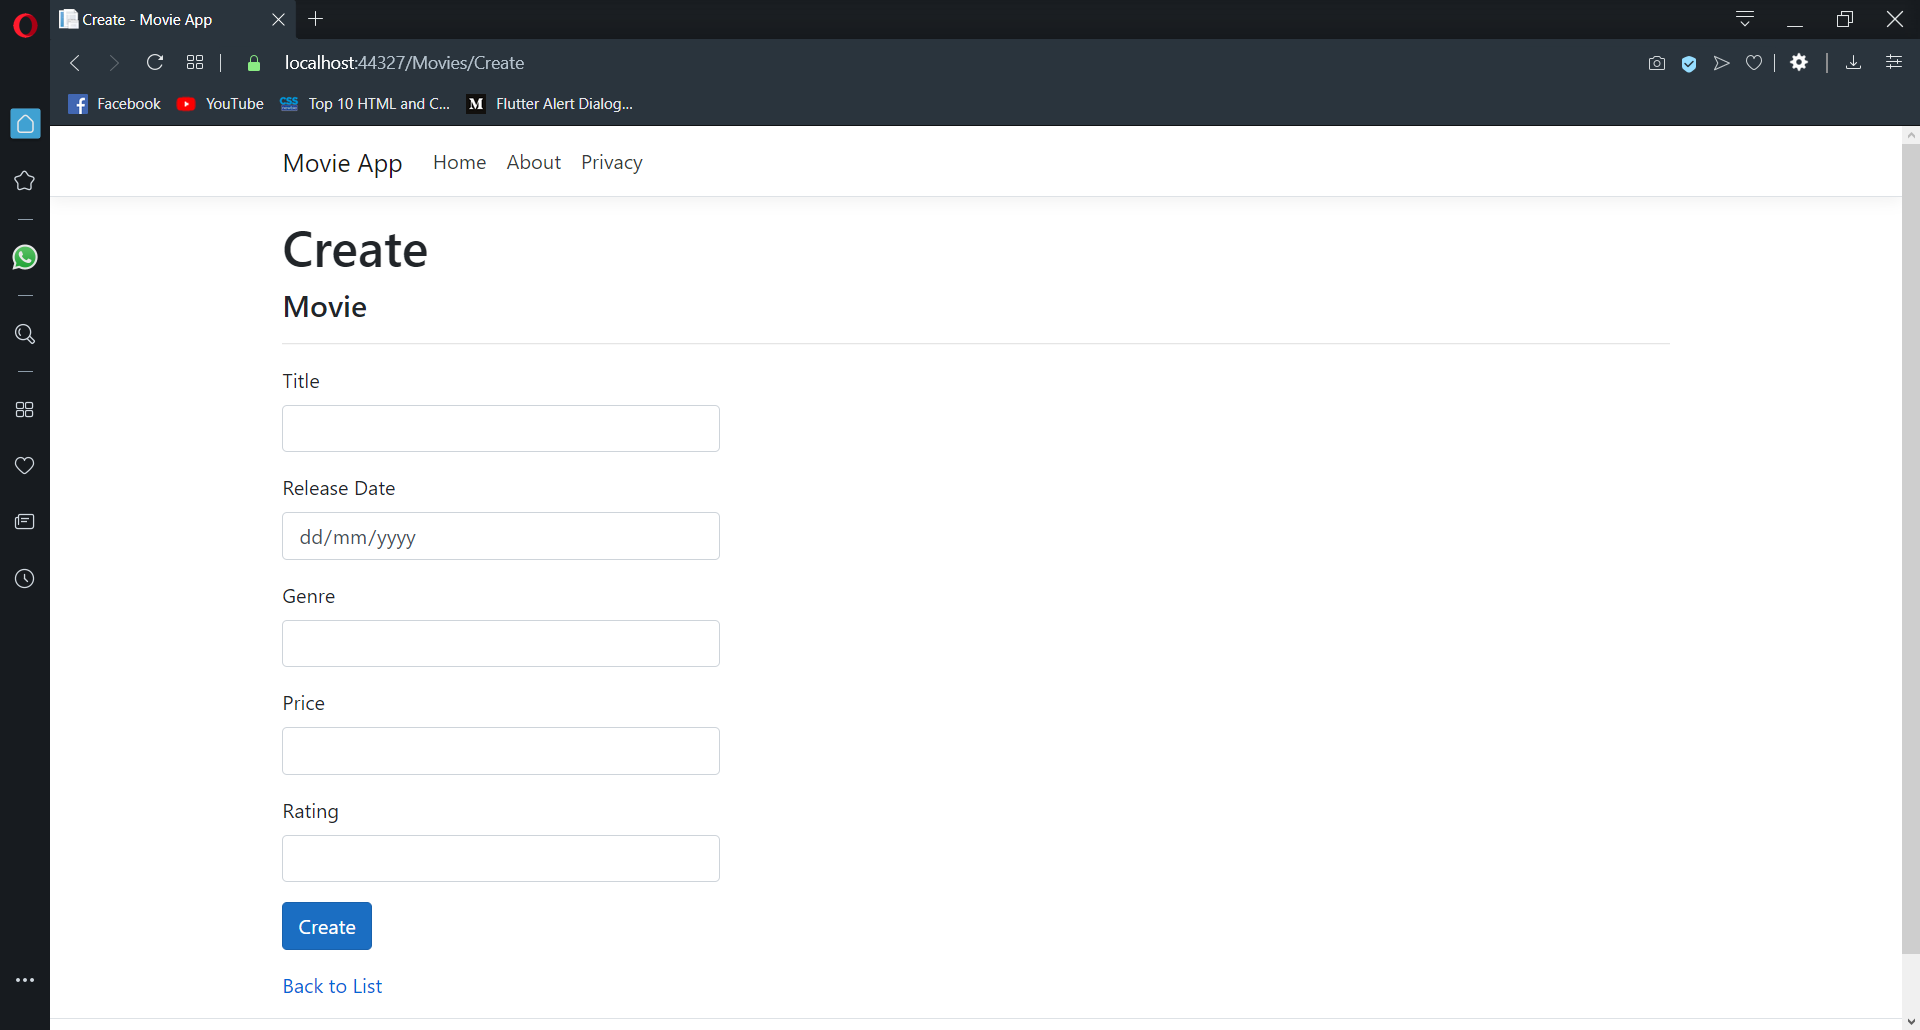 Create - Movie App
localhost:44327/Movies/Create
Facebook YouTube CSS Top 10 HTML and C... M Flutter Alert Dialog...
Movie App Home About Privacy
Create
Movie
Title
Release Date
dd/mm/yyyy
Genre
Price
Rating
Create
Back to List